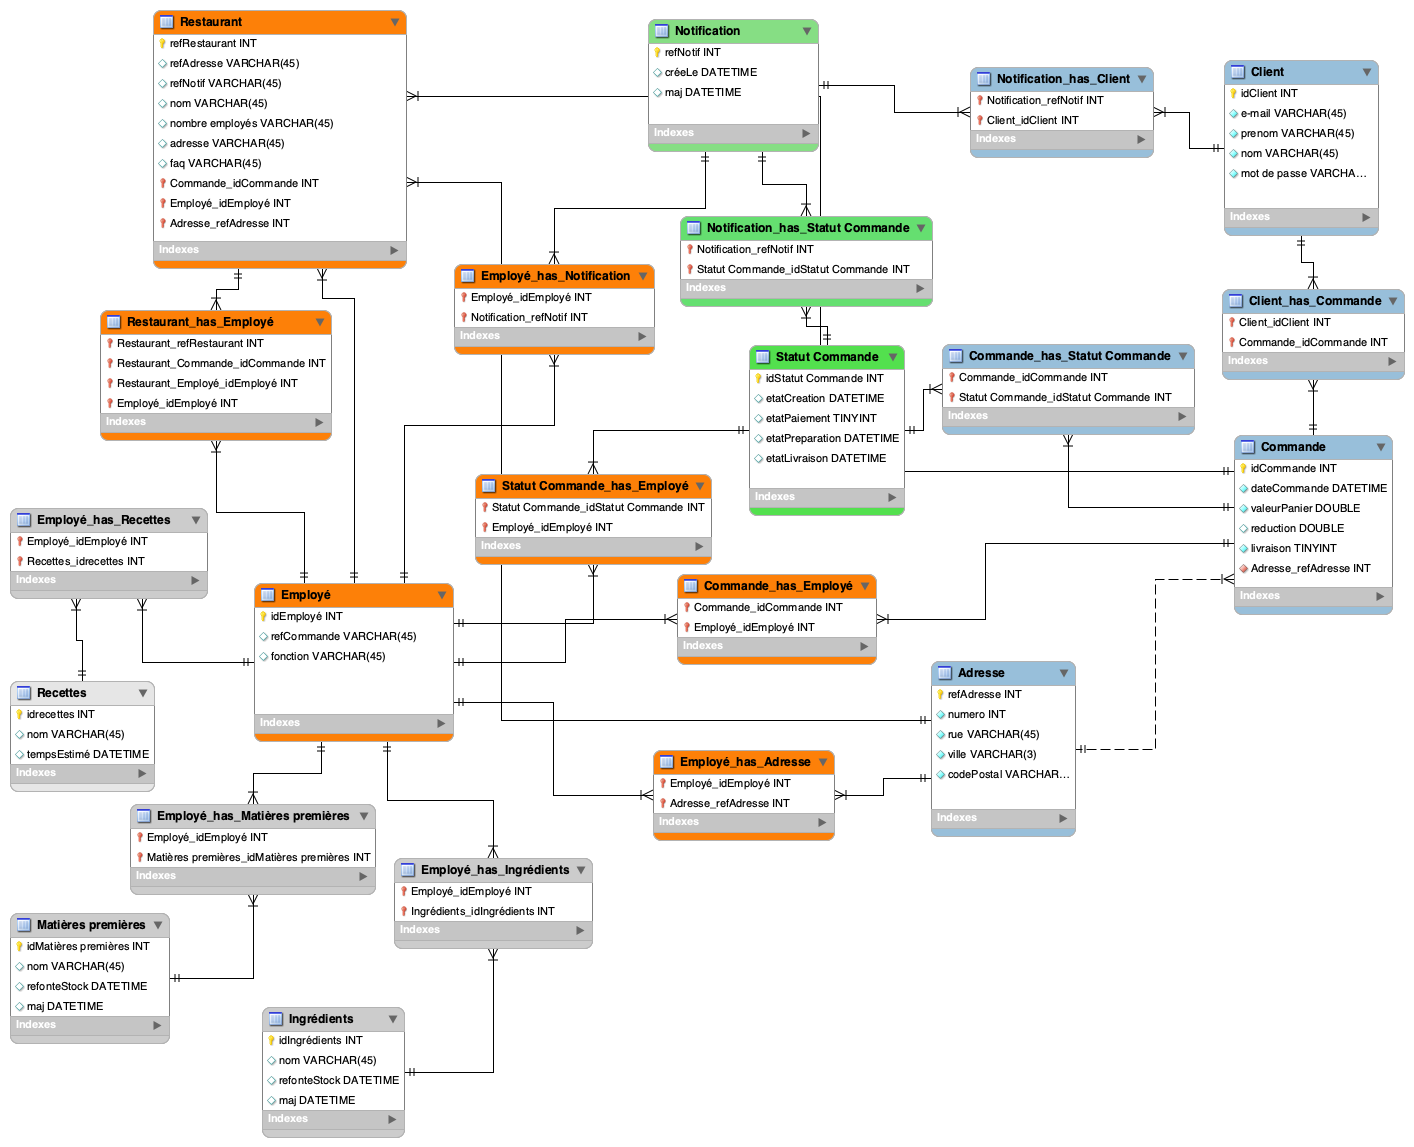 Restaurant
refRestaurant INT
refAdresse VARCHAR(45)
refNotif VARCHAR(45)
nom VARCHAR(45)
nombre employés VARCHAR(45)
adresse VARCHAR(45)
faq VARCHAR(45)
Commande_idCommande INT
Employé_idEmployé INT
Adresse_refAdresse INT
Indexes
Notification
refNotif INT
crééLe DATETIME
maj DATETIME
Indexes
Notification_has_Client
Notification_refNotif INT
Client_idClient INT
Indexes
Client
idClient INT
e-mail VARCHAR(45)
prenom VARCHAR(45)
nom VARCHAR(45)
mot de passe VARCHA...
Indexes
Notification_has_Statut Commande
Notification_refNotif INT
Statut Commande_idStatut Commande INT
Indexes
Employé_has_Notification
Employé_idEmployé INT
Notification_refNotif INT
Indexes
Client_has_Commande
Client_idClient INT
Commande_idCommande INT
Indexes
Restaurant_has_Employé
Restaurant_refRestaurant INT
Restaurant_Commande_idCommande INT
Restaurant_Employé_idEmployé INT
Employé_idEmployé INT
Indexes
Statut Commande
idStatut Commande INT
etatCreation DATETIME
etatPaiement TINYINT
etatPreparation DATETIME
etatLivraison DATETIME
Indexes
Commande_has_Statut Commande
Commande_idCommande INT
Statut Commande_idStatut Commande INT
Indexes
Commande
idCommande INT
dateCommande DATETIME
valeurPanier DOUBLE
reduction DOUBLE
livraison TINYINT
Adresse_refAdresse INT
Indexes
Statut Commande_has_Employé
Statut Commande_idStatut Commande INT
Employé_idEmployé INT
Indexes
Employé_has_Recettes
Employé_idEmployé INT
Recettes_idrecettes INT
Indexes
Employé
idEmployé INT
refCommande VARCHAR(45)
fonction VARCHAR(45)
Indexes
Commande_has_Employé
Commande_idCommande INT
Employé_idEmployé INT
Indexes
Recettes
idrecettes INT
nom VARCHAR(45)
tempsEstimé DATETIME
Indexes
Adresse
refAdresse INT
numero INT
rue VARCHAR(45)
ville VARCHAR(3)
codePostal VARCHAR...
Indexes
Employé_has_Adresse
Employé_idEmployé INT
Adresse_refAdresse INT
Indexes
Employé_has_Matières premières
Employé_idEmployé INT
Matières premières_idMatières premières INT
Indexes
Employé_has_Ingrédients
Employé_idEmployé INT
Ingrédients_idIngrédients INT
Indexes
Matières premières
idMatières premières INT
nom VARCHAR(45)
refonteStock DATETIME
maj DATETIME
Indexes
Ingrédients
idIngrédients INT
nom VARCHAR(45)
refonteStock DATETIME
maj DATETIME
Indexes